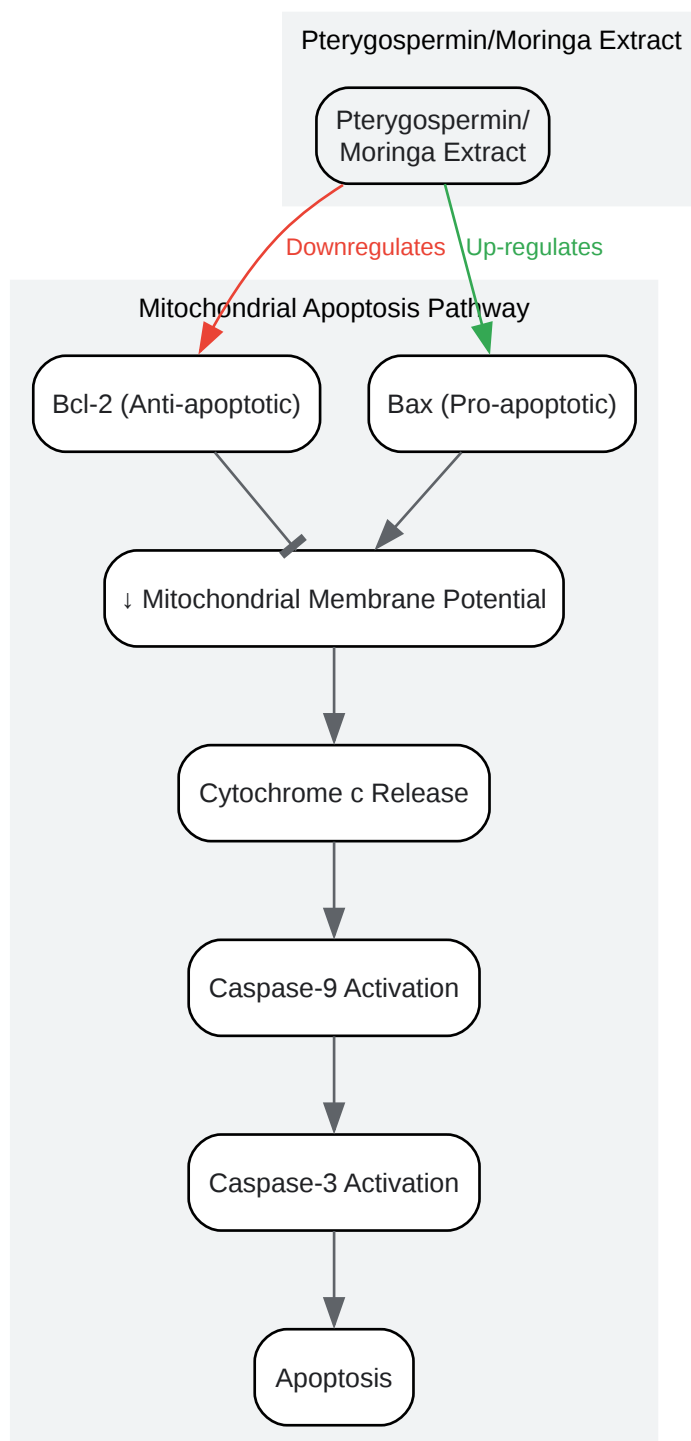 Pterygospermin/Moringa Extract
Pterygospermin/
Moringa Extract
Downregulates
Up-regulates
Mitochondrial Apoptosis Pathway
Bcl-2 (Anti-apoptotic)
Bax (Pro-apoptotic)
↓ Mitochondrial Membrane Potential
Cytochrome c Release
Caspase-9 Activation
Caspase-3 Activation
Apoptosis